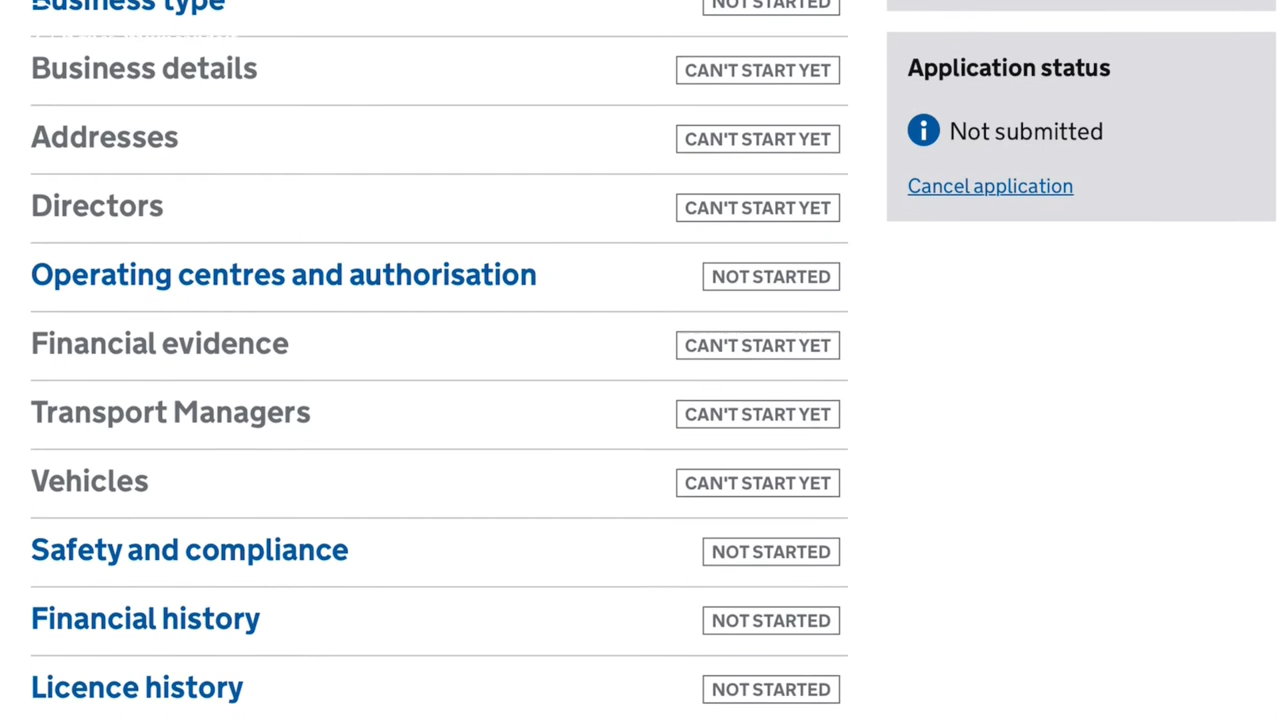 Business type NOT STARTED
Business details CAN'T START YET
Addresses CAN'T START YET
Directors CAN'T START YET
Operating centres and authorisation NOT STARTED
Financial evidence CAN'T START YET
Transport Managers CAN'T START YET
Vehicles CAN'T START YET
Safety and compliance NOT STARTED
Financial history NOT STARTED
Licence history NOT STARTED
Application status
Not submitted
Cancel application